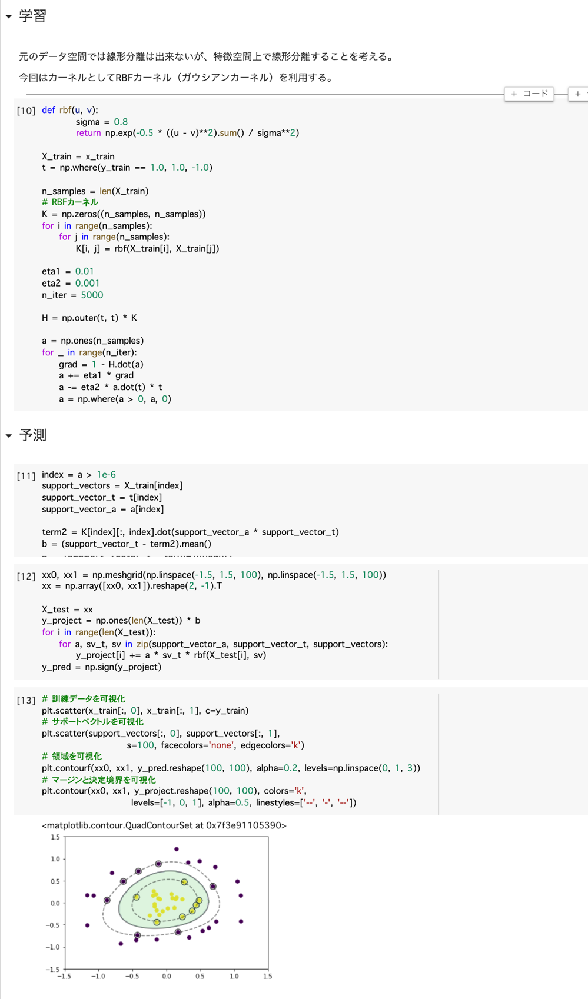 学習
元のデータ空間では線形分離は出来ないが、特徴空間上で線形分離することを考える。
今回はカーネルとしてRBFカーネル（ガウシアンカーネル）を利用する。
+ コード
+
[10] def rbf(u, v):
sigma = 0.8
return np.exp(-0.5 * ((u - v)**2).sum() / sigma**2)
X_train = x_train
t = np.where(y_train == 1.0, 1.0, -1.0)
n_samples = len(X_train)
# RBFカーネル
K = np.zeros((n_samples, n_samples))
for i in range(n_samples):
for j in range(n_samples):
K[i, j] = rbf(X_train[i], X_train[j])
eta1 = 0.01
eta2 = 0.001
n_iter = 5000
H = np.outer(t, t) * K
a = np.ones(n_samples)
for _ in range(n_iter):
grad = 1 - H.dot(a)
a += eta1 * grad
a -= eta2 * a.dot(t) * t
a = np.where(a > 0, a, 0)
予測
[11] index = a > 1e-6
support_vectors = X_train[index]
support_vector_t = t[index]
support_vector_a = a[index]
term2 = K[index][:, index].dot(support_vector_a * support_vector_t)
b = (support_vector_t - term2).mean()
[12] xx0, xx1 = np.meshgrid(np.linspace(-1.5, 1.5, 100), np.linspace(-1.5, 1.5, 100))
xx = np.array([xx0, xx1]).reshape(2, -1).T
X_test = xx
y_project = np.ones(len(X_test)) * b
for i in range(len(X_test)):
for a, sv_t, sv in zip(support_vector_a, support_vector_t, support_vectors):
y_project[i] += a * sv_t * rbf(X_test[i], sv)
y_pred = np.sign(y_project)
[13] # 訓練データを可視化
plt.scatter(x_train[:, 0], x_train[:, 1], c=y_train)
# サポートベクトルを可視化
plt.scatter(support_vectors[:, 0], support_vectors[:, 1],
s=100, facecolors='none', edgecolors='k')
# 領域を可視化
plt.contourf(xx0, xx1, y_pred.reshape(100, 100), alpha=0.2, levels=np.linspace(0, 1, 3))
# マージンと決定境界を可視化
plt.contour(xx0, xx1, y_project.reshape(100, 100), colors='k',
levels=[-1, 0, 1], alpha=0.5, linestyles=['--', '-', '--'])
<matplotlib.contour.QuadContourSet at 0x7f3e91105390>
1.5
1.0
0.5
0.0
−0.5
−1.0
−1.5
−1.5 −1.0 −0.5 0.0 0.5 1.0 1.5